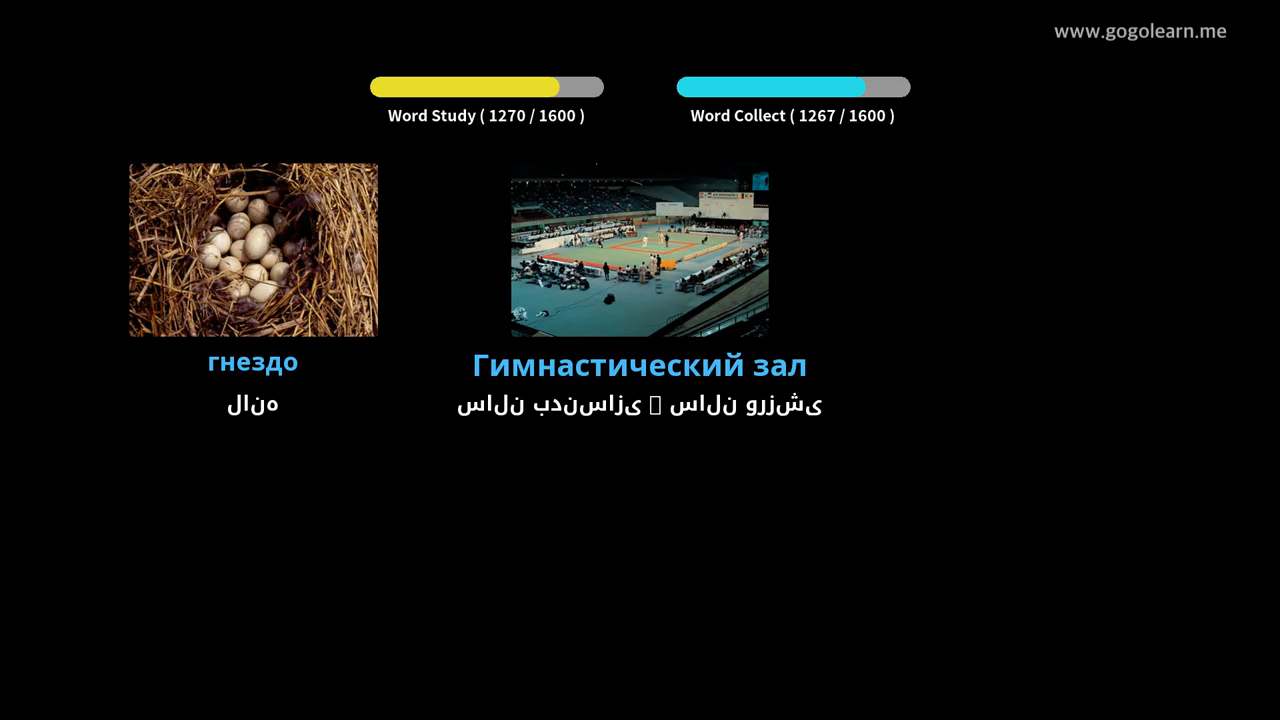 www.gogolearn.me
Word Study ( 1270 / 1600 )
Word Collect ( 1267 / 1600 )
гнездо
Гимнастический зал
لانه
سالن بدنسازی ▯ سالن ورزشی